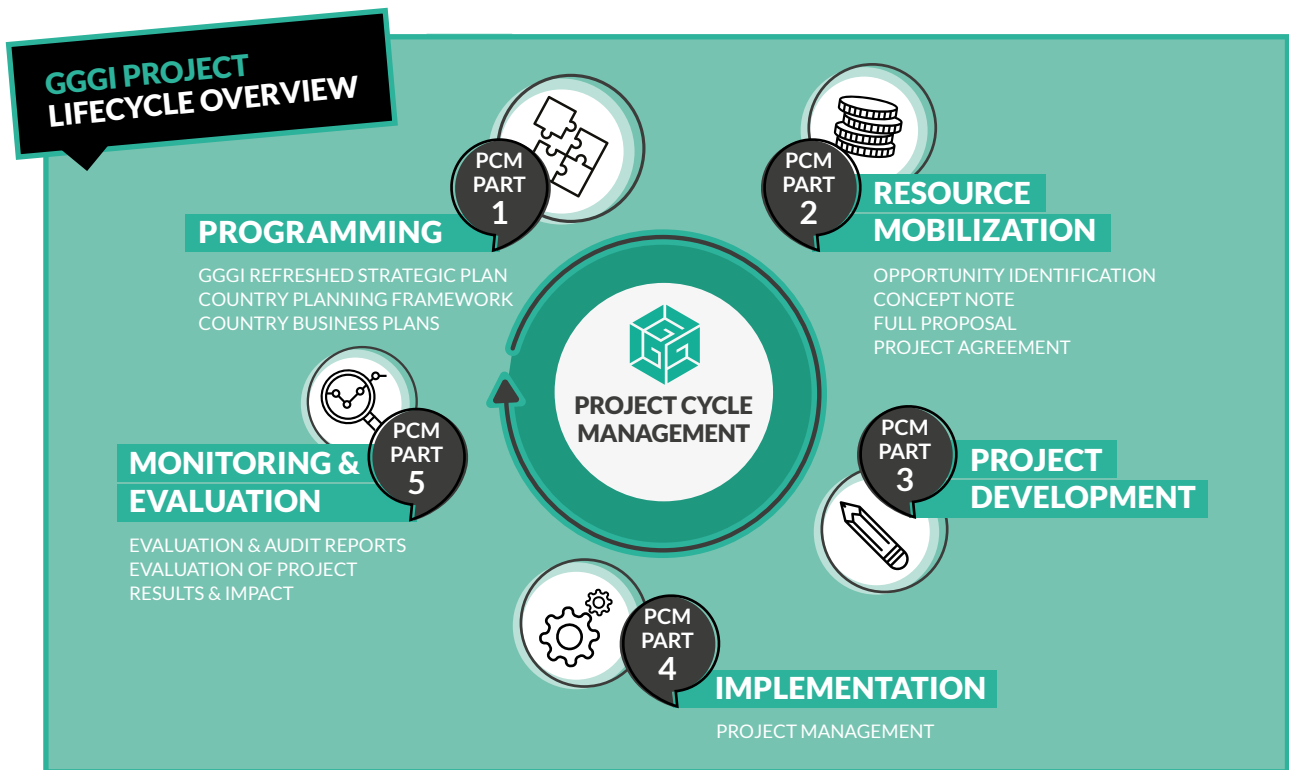 GGGI PROJECT
LIFECYCLE OVERVIEW
PCM
PART
1
PROGRAMMING
GGGI REFRESHED STRATEGIC PLAN
COUNTRY PLANNING FRAMEWORK
COUNTRY BUSINESS PLANS
PCM
PART
2
RESOURCE
MOBILIZATION
OPPORTUNITY IDENTIFICATION
CONCEPT NOTE
FULL PROPOSAL
PROJECT AGREEMENT
GGG
PROJECT CYCLE
MANAGEMENT
PCM
PART
3
PROJECT
DEVELOPMENT
PCM
PART
4
IMPLEMENTATION
PROJECT MANAGEMENT
PCM
PART
5
MONITORING &
EVALUATION
EVALUATION & AUDIT REPORTS
EVALUATION OF PROJECT
RESULTS & IMPACT